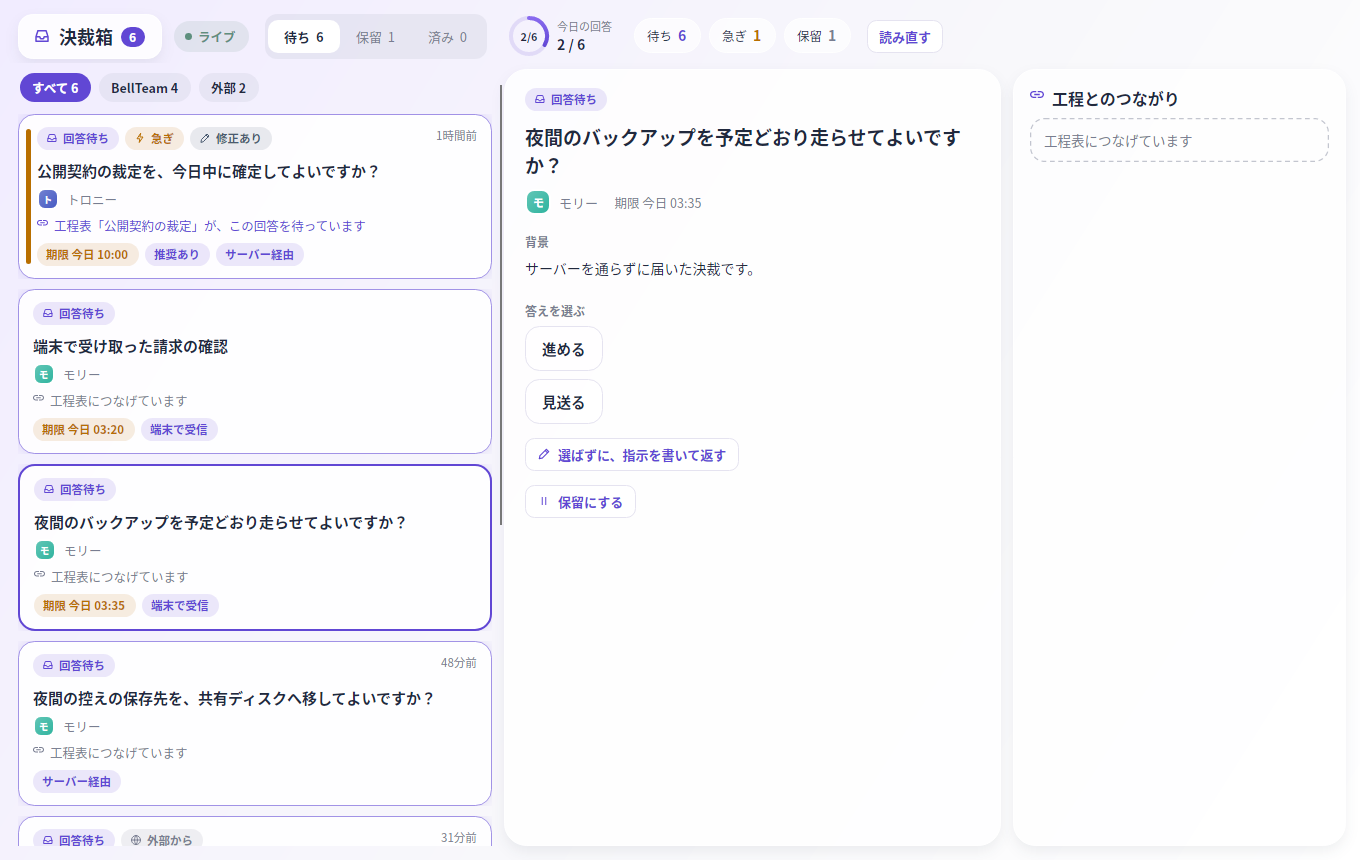 決裁箱 6
ライブ
待ち 6
保留 1
済み 0
2/6
今日の回答
2 / 6
待ち 6
急ぎ 1
保留 1
読み直す
すべて 6
BellTeam 4
外部 2
回答待ち
急ぎ
修正あり
1時間前
公開契約の裁定を、今日中に確定してよいですか？
ト
トロニー
工程表「公開契約の裁定」が、この回答を待っています
期限 今日 10:00
推奨あり
サーバー経由
回答待ち
端末で受け取った請求の確認
モ
モリー
工程表につなげています
期限 今日 03:20
端末で受信
回答待ち
夜間のバックアップを予定どおり走らせてよいですか？
モ
モリー
工程表につなげています
期限 今日 03:35
端末で受信
回答待ち
48分前
夜間の控えの保存先を、共有ディスクへ移してよいですか？
モ
モリー
工程表につなげています
サーバー経由
回答待ち
外部から
31分前
回答待ち
夜間のバックアップを予定どおり走らせてよいです
か？
モ
モリー
期限 今日 03:35
背景
サーバーを通らずに届いた決裁です。
答えを選ぶ
進める
見送る
選ばずに、指示を書いて返す
保留にする
工程とのつながり
工程表につなげています